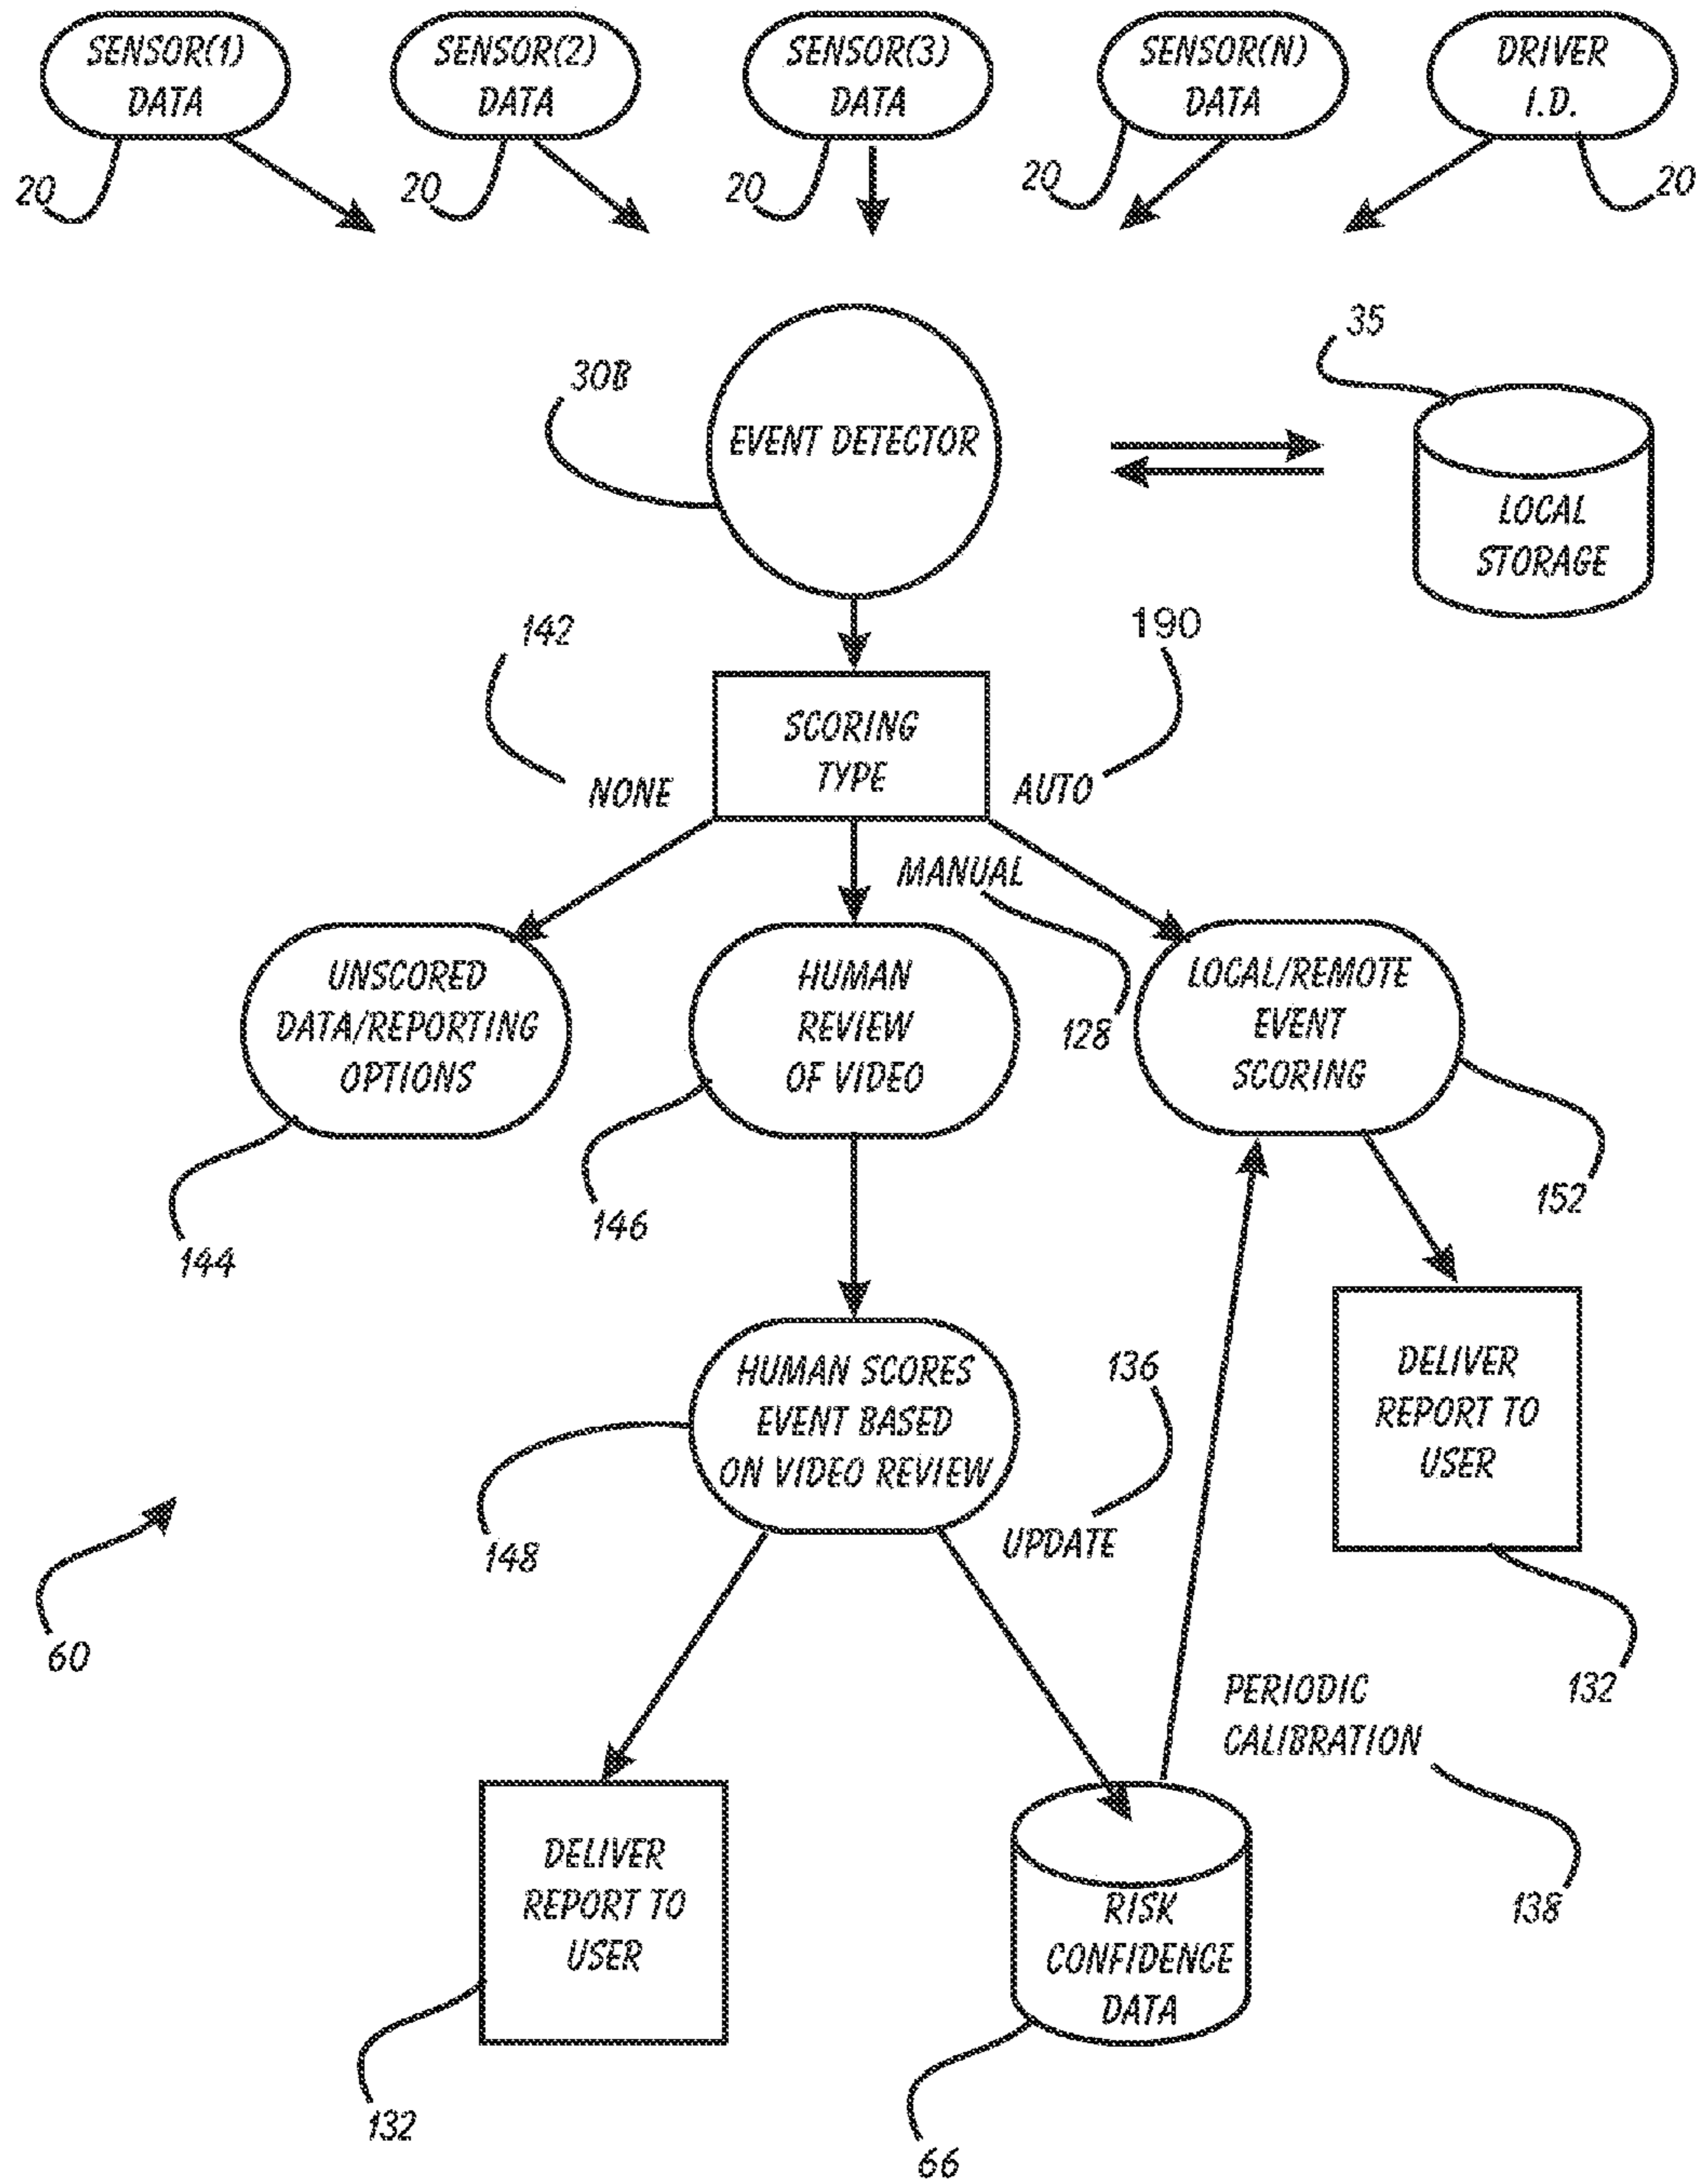 SENSOR(1)
DATA
SENSOR(2)
DATA
SENSOR(3)
DATA
SENSOR(N)
DATA
DRIVER
I.D.
20
20
20
20
20
30B
EVENT DETECTOR
35
LOCAL
STORAGE
142
190
SCORING
TYPE
NONE
AUTO
MANUAL
128
UNSCORED
DATA/REPORTING
OPTIONS
HUMAN
REVIEW
OF VIDEO
LOCAL/REMOTE
EVENT
SCORING
144
146
152
HUMAN SCORES
EVENT BASED
ON VIDEO REVIEW
148
136
UPDATE
DELIVER
REPORT TO
USER
132
60
PERIODIC
CALIBRATION
138
DELIVER
REPORT TO
USER
132
RISK
CONFIDENCE
DATA
66